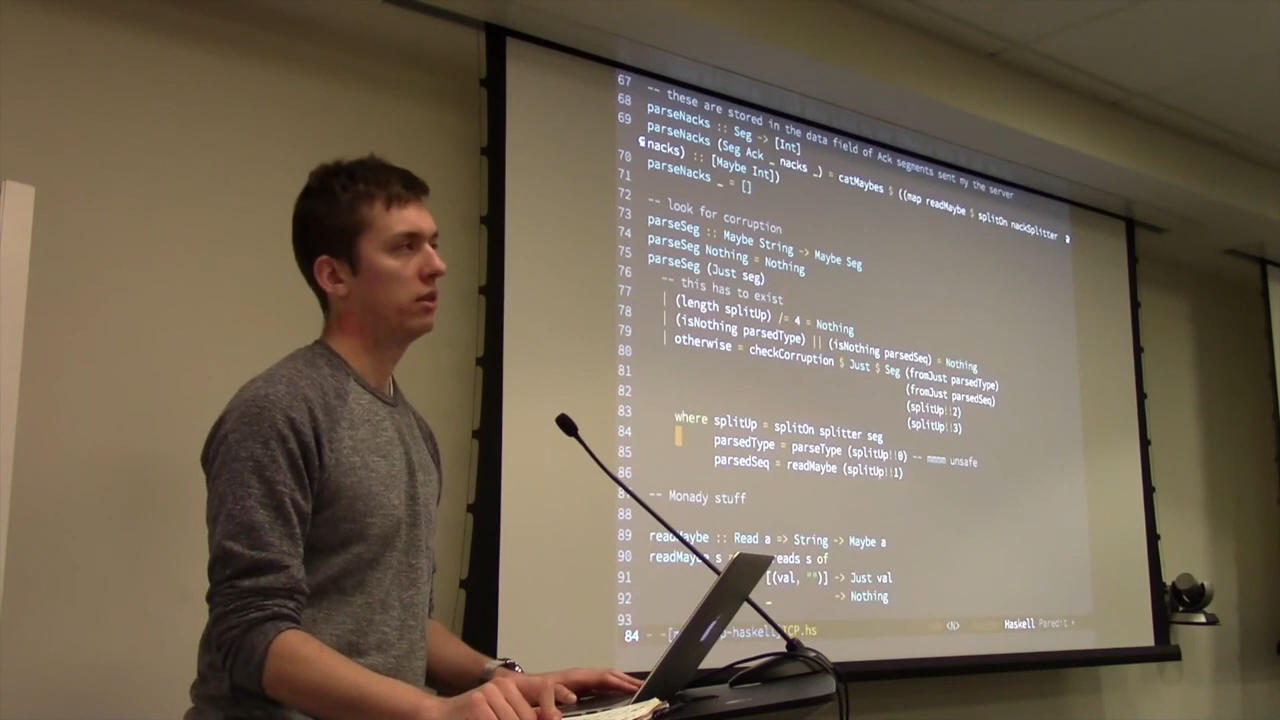 67 -- these are stored in the data field of Ack segments sent my the server
68 parseNacks :: Seg -> [Int]
69 parseNacks (Seg Ack _ nacks _) = catMaybes $ ((map readMaybe $ splitOn nackSplitter
nacks) :: [Maybe Int])
70 parseNacks _ = []
71
72 -- look for corruption
73 parseSeg :: Maybe String -> Maybe Seg
74 parseSeg Nothing = Nothing
75 parseSeg (Just seg)
76 -- this has to exist
77 | (length splitUp) /= 4 = Nothing
78 | (isNothing parsedType) || (isNothing parsedSeq) = Nothing
79 | otherwise = checkCorruption $ Just $ Seg (fromJust parsedType)
80 (fromJust parsedSeq)
81 (splitUp!!2)
82 (splitUp!!3)
83 where splitUp = splitOn splitter seg
84 parsedType = parseType (splitUp!!0) -- mmmm unsafe
85 parsedSeq = readMaybe (splitUp!!1)
86
-- Monady stuff
88
89 readMaybe :: Read a => String -> Maybe a
90 readMaybe s reads s of
91 [(val, "")] -> Just val
92 _ -> Nothing
93
84 - -[ p-haskell/TCP.hs <N> Haskell Paredit